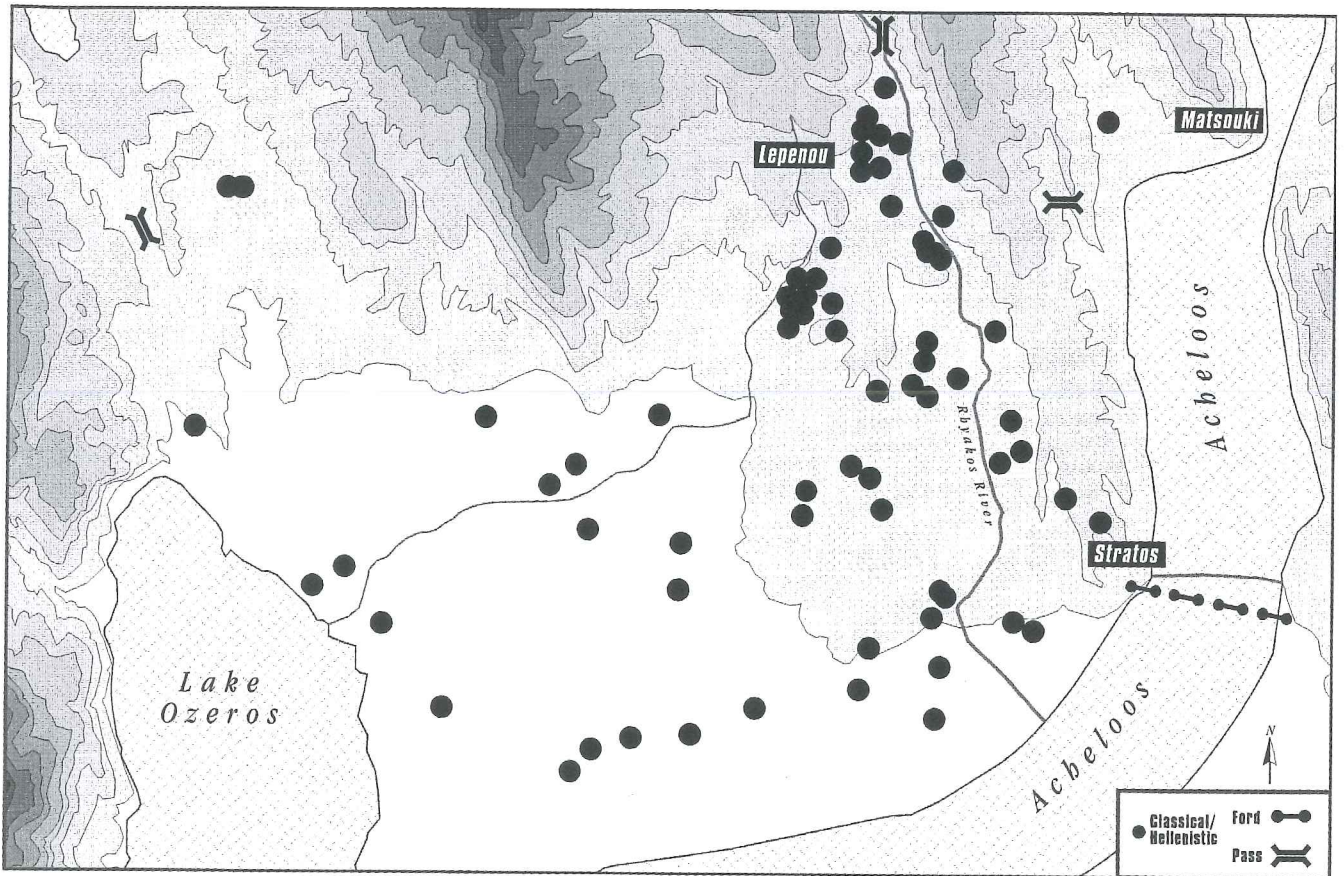 Matsouki
Lepenou
Acheloos
Rhyakos River
Stratos
Lake
Ozeros
Acheloos
N
Classical/
Hellenistic
Ford
Pass